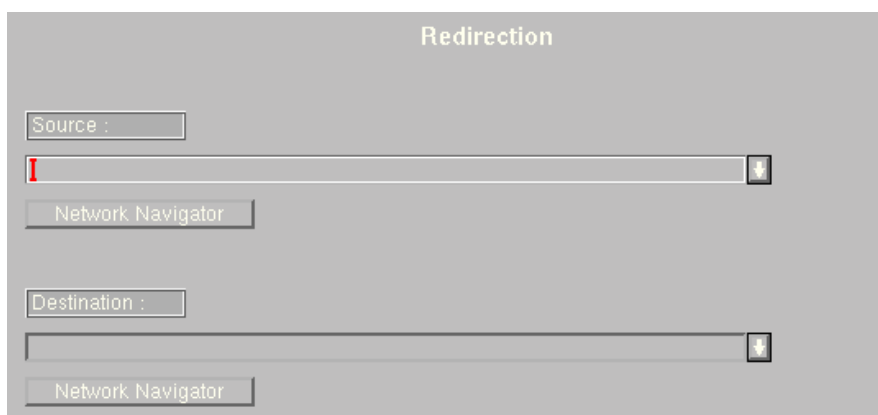 Redirection
Source :
Network Navigator
Destination :
Network Navigator